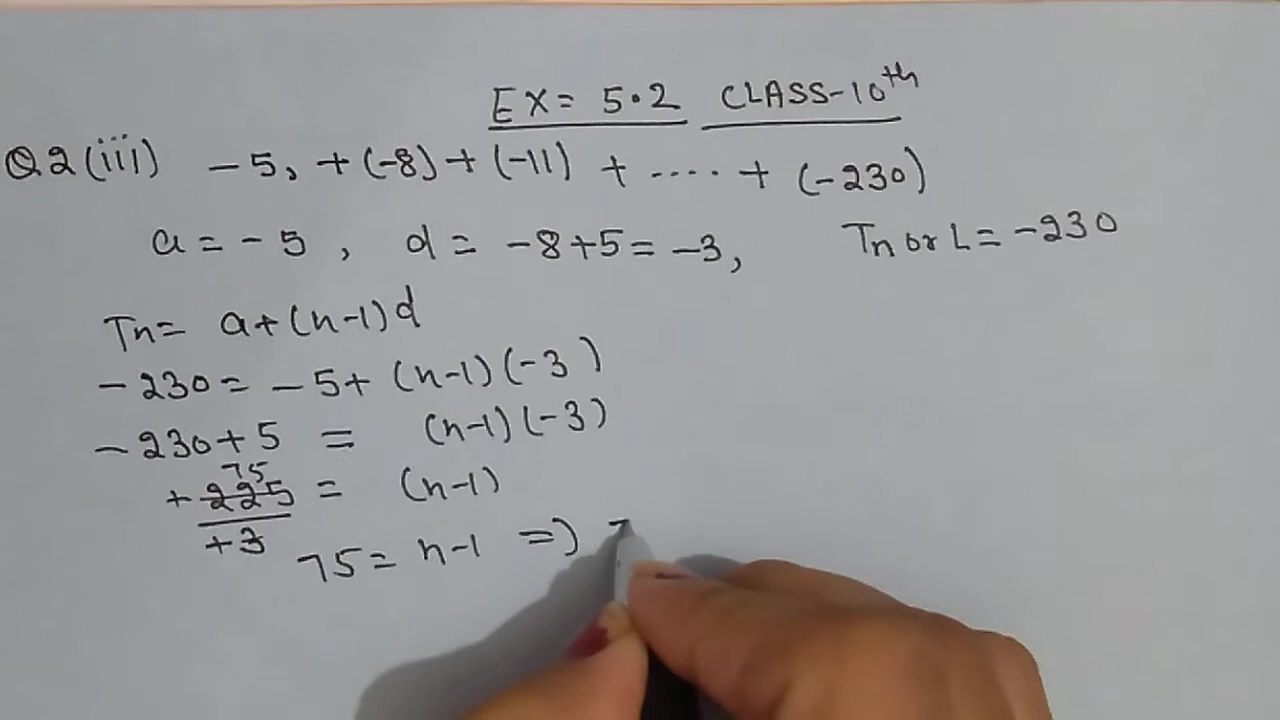 EX = 5.2 CLASS-10th
Q2(iii) -5, +(-8)+(-11) + .... + (-230)
a = -5 , d = -8+5 = -3, Tn or L = -230
Tn = a+(n-1)d
-230 = -5+ (n-1)(-3)
-230+5 = (n-1)(-3)
75
+225 = (n-1)
+3
75 = n-1 =)